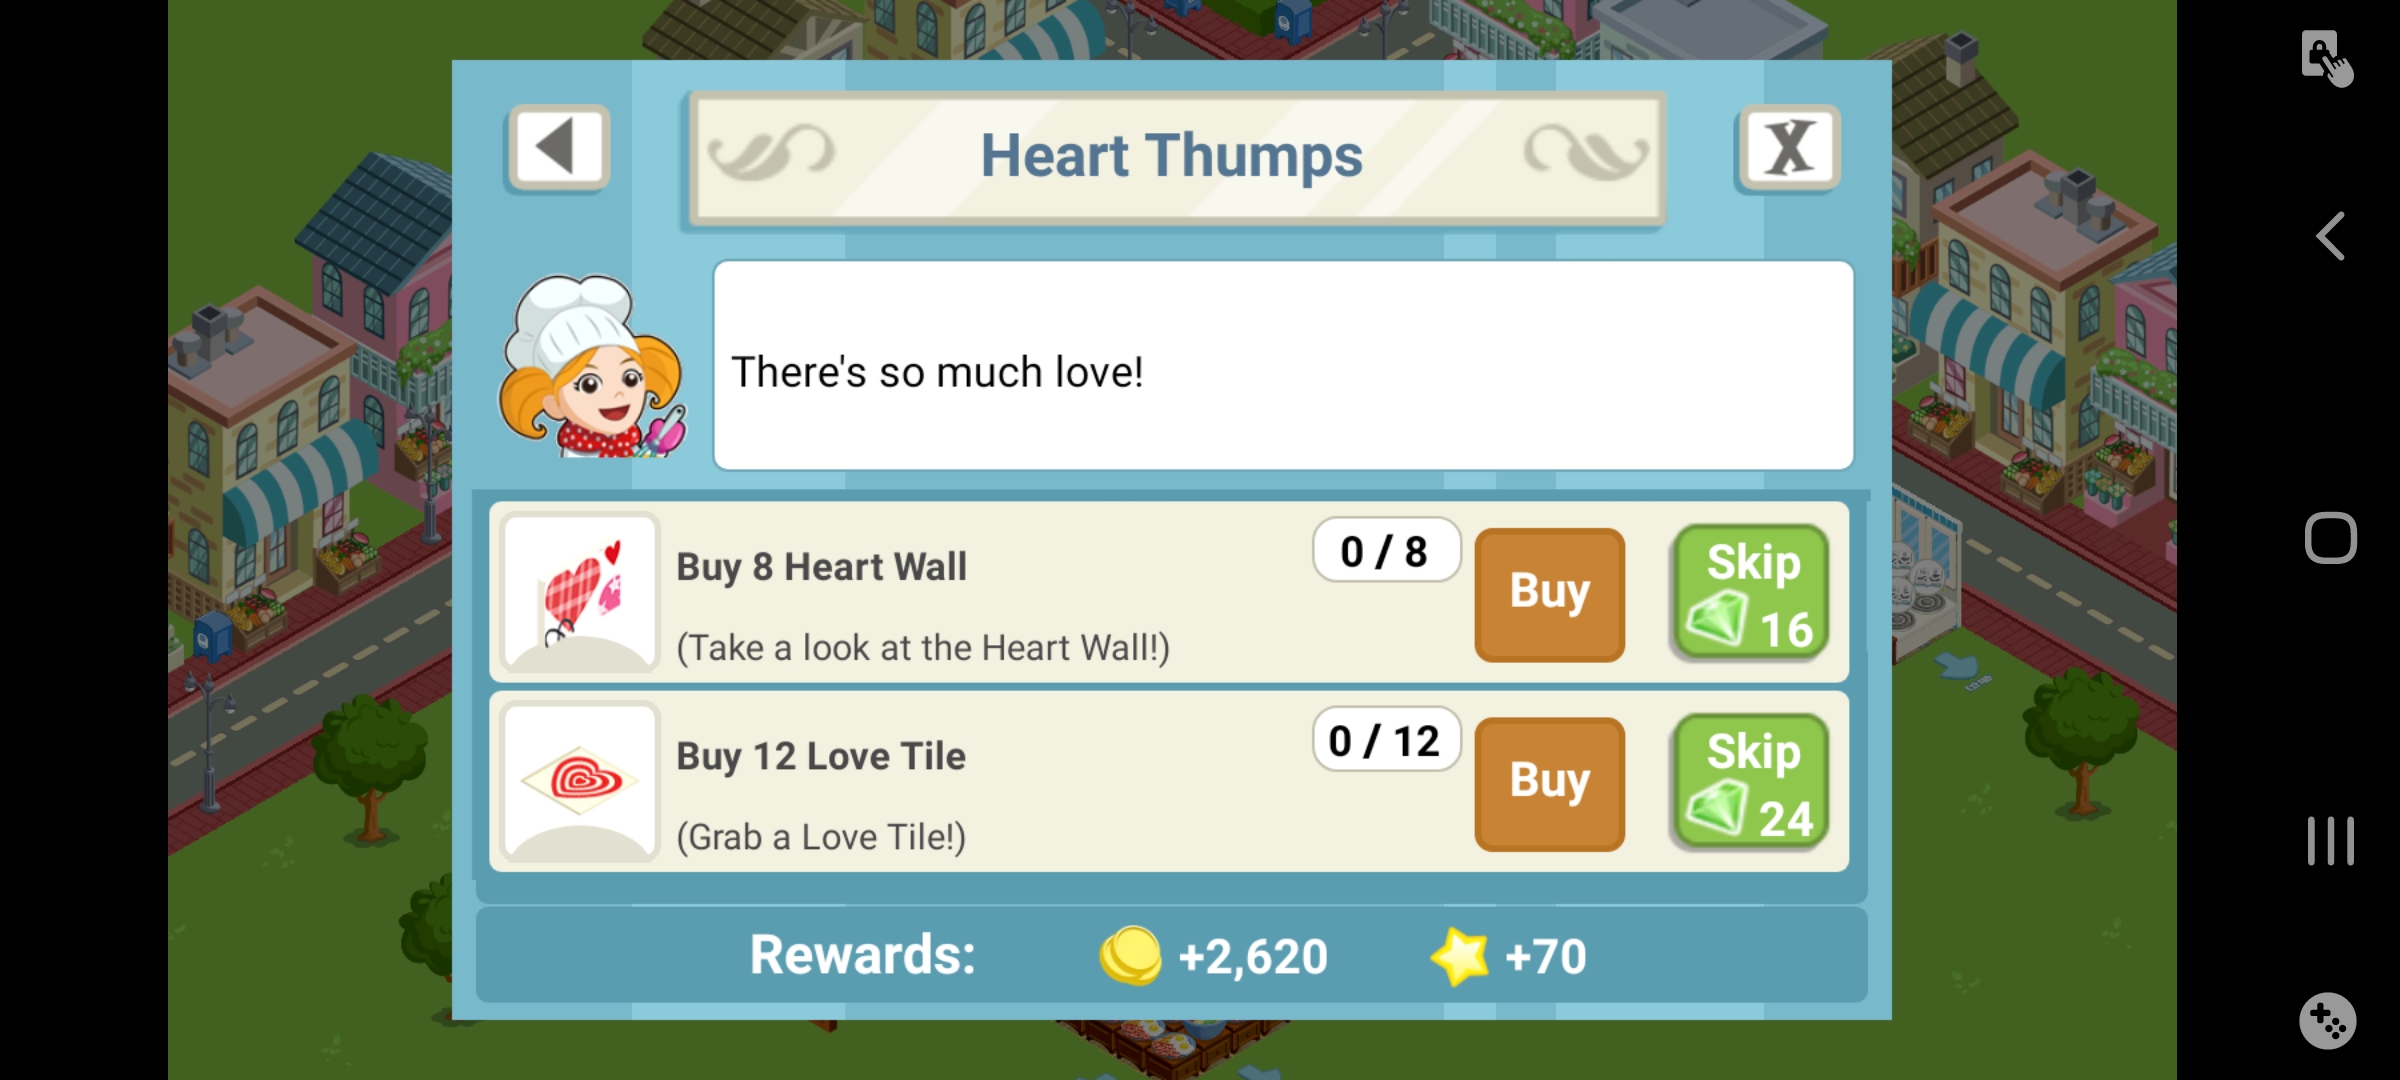 Heart Thumps
X
There's so much love!
Buy 8 Heart Wall
0 / 8
Buy
Skip
16
(Take a look at the Heart Wall!)
Buy 12 Love Tile
0 / 12
Buy
Skip
24
(Grab a Love Tile!)
Rewards: +2,620 +70